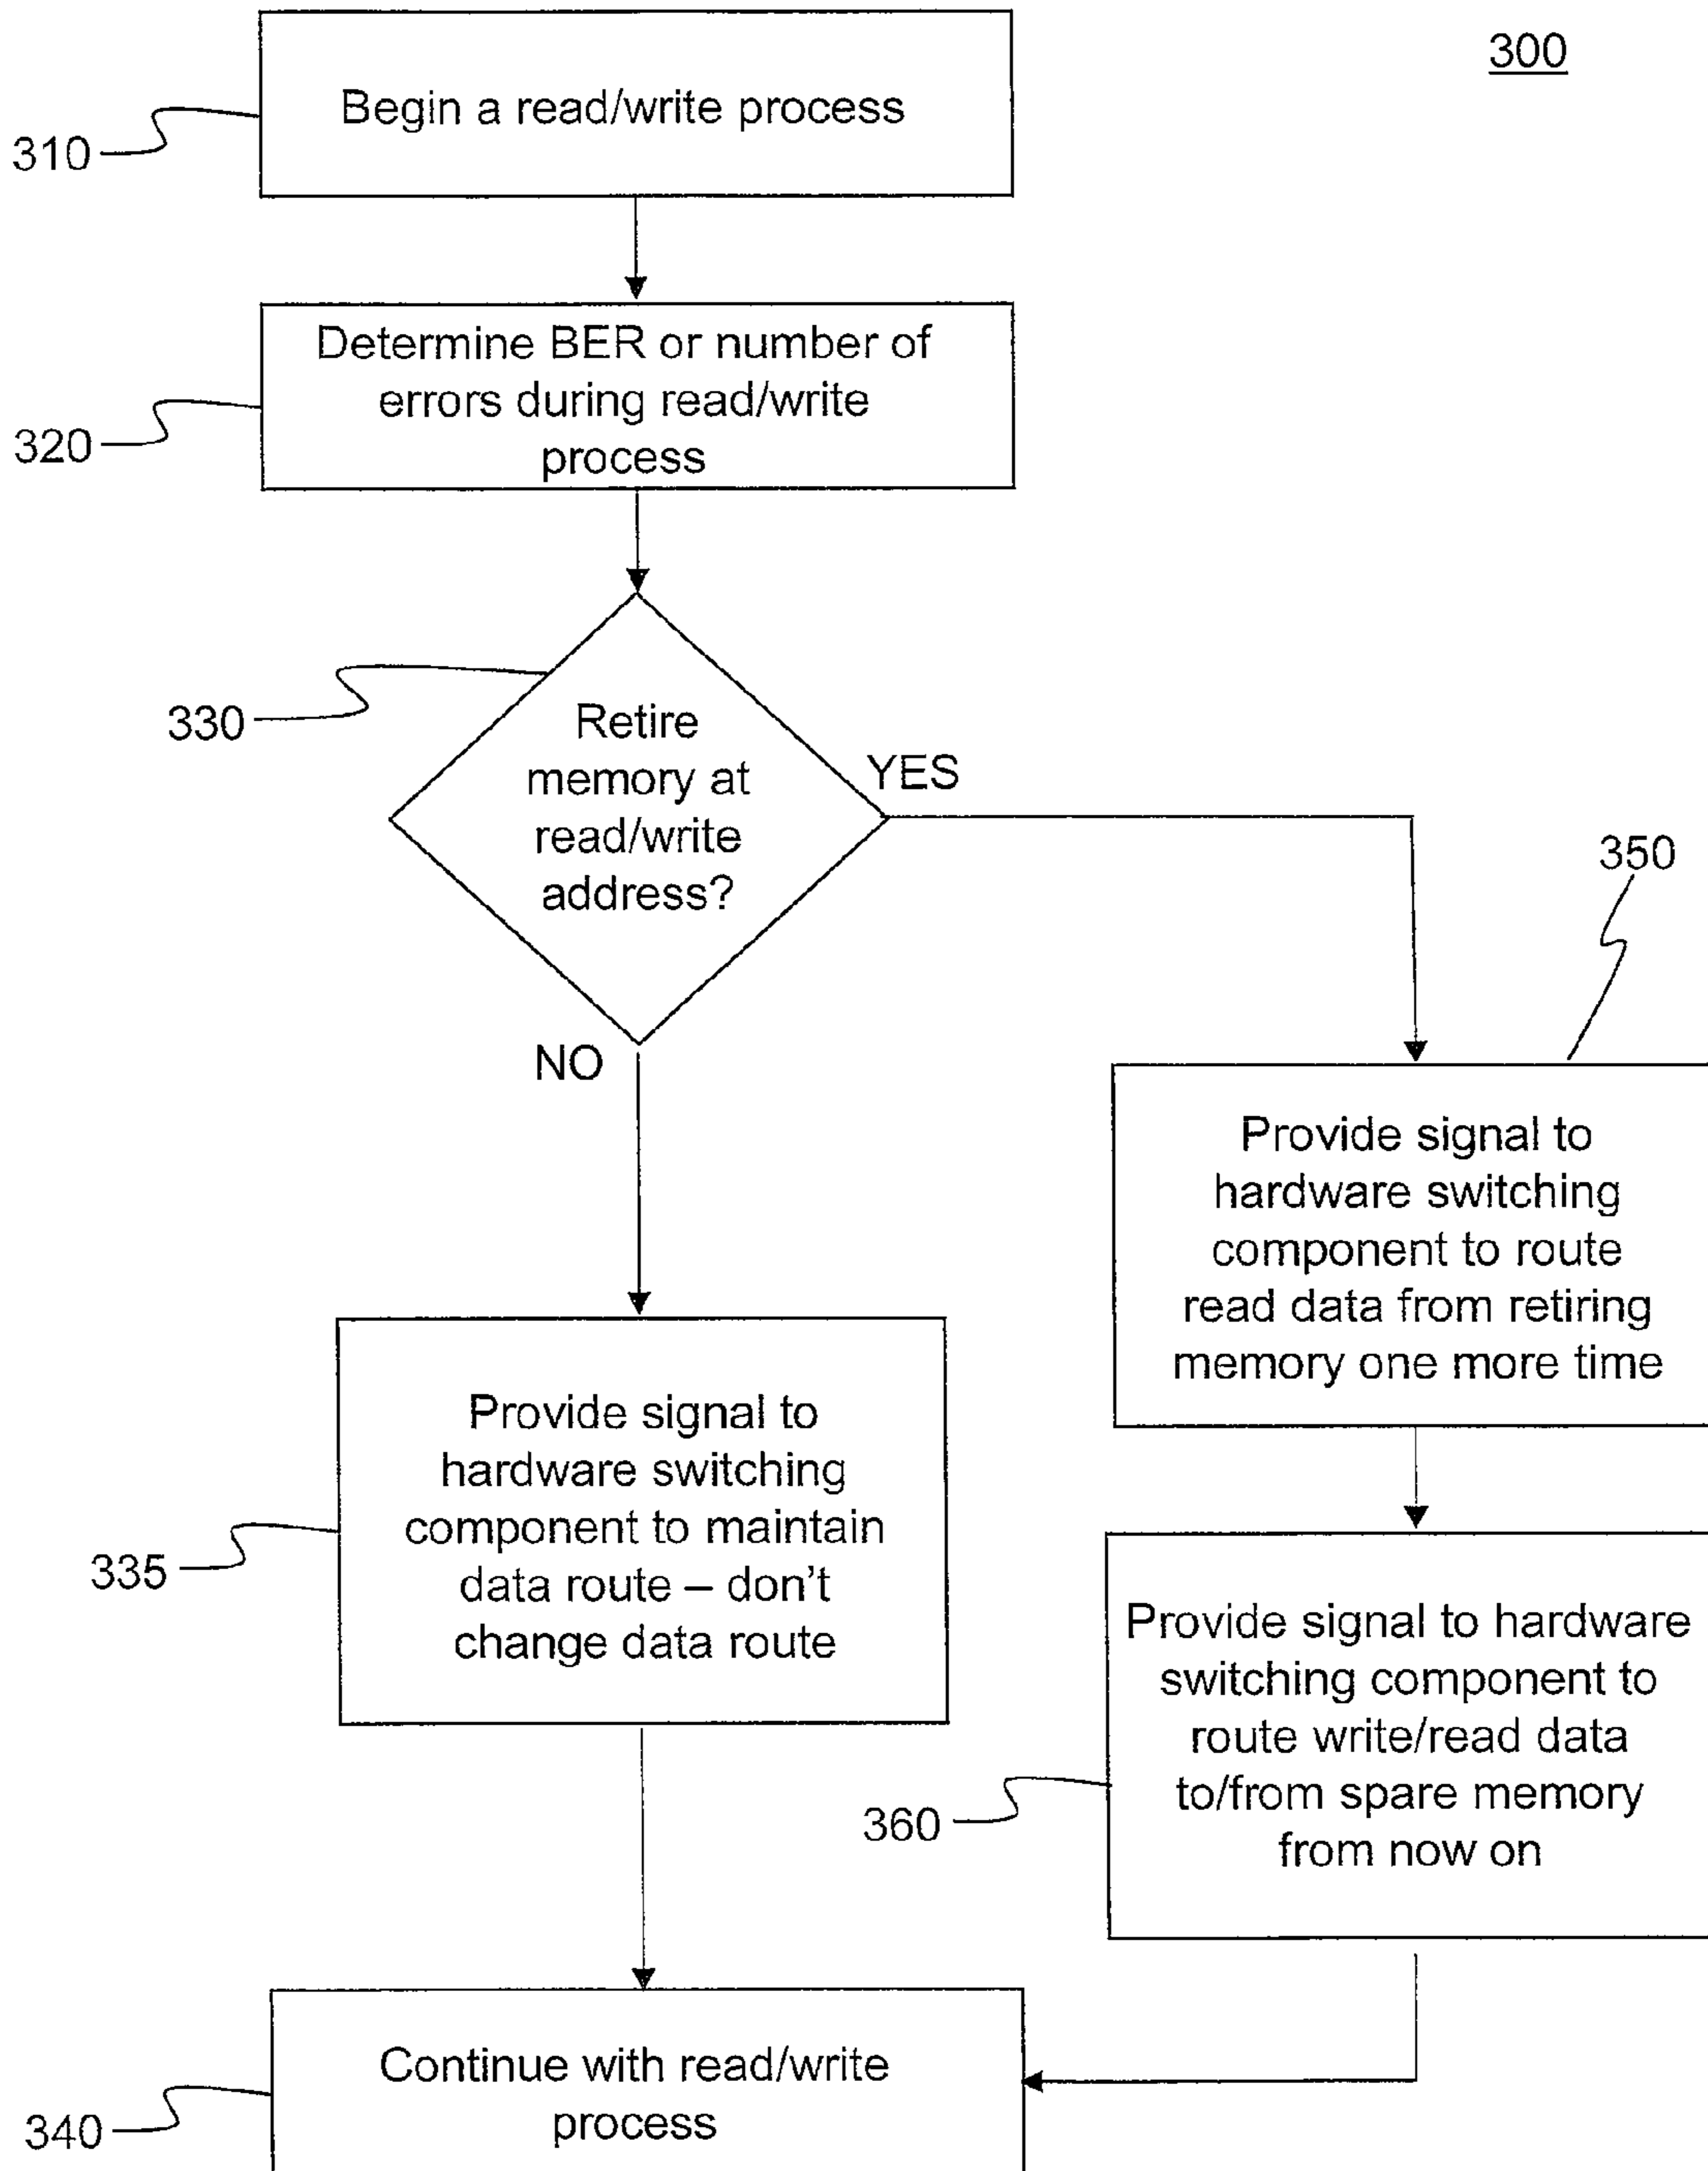 300
Begin a read/write process
310
Determine BER or number of
errors during read/write
process
320
Retire
memory at
read/write
address?
330
YES
NO
350
Provide signal to
hardware switching
component to route
read data from retiring
memory one more time
Provide signal to
hardware switching
component to maintain
data route – don't
change data route
335
Provide signal to hardware
switching component to
route write/read data
to/from spare memory
from now on
360
Continue with read/write
process
340